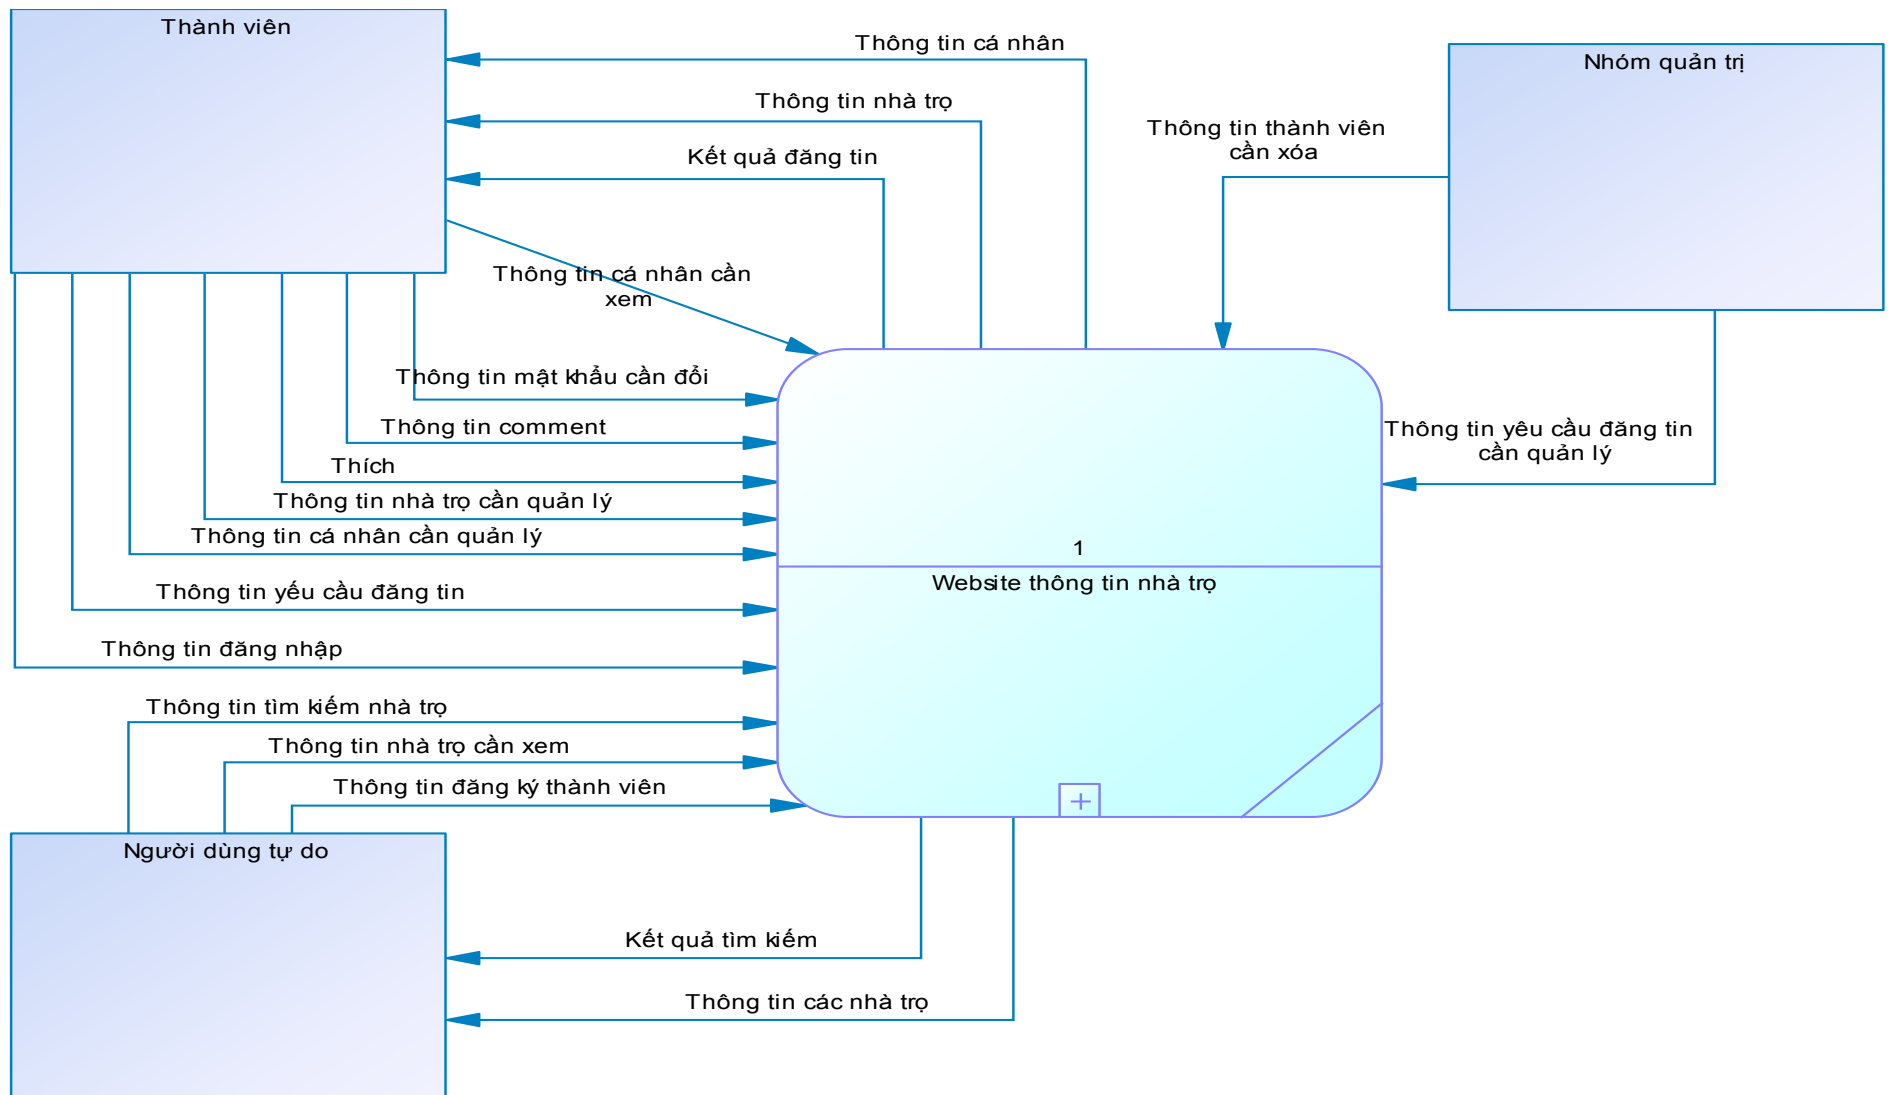 Thành viên
Thông tin cá nhân
Nhóm quản trị
Thông tin nhà trọ
Thông tin thành viên
cần xóa
Kết quả đăng tin
Thông tin cá nhân cần
xem
Thông tin mật khẩu cần đổi
Thông tin comment
Thông tin yêu cầu đăng tin
cần quản lý
Thích
Thông tin nhà trọ cần quản lý
Thông tin cá nhân cần quản lý
1
Website thông tin nhà trọ
Thông tin yếu cầu đăng tin
Thông tin đăng nhập
Thông tin tìm kiếm nhà trọ
Thông tin nhà trọ cần xem
Thông tin đăng ký thành viên
Người dùng tự do
Kết quả tìm kiếm
Thông tin các nhà trọ